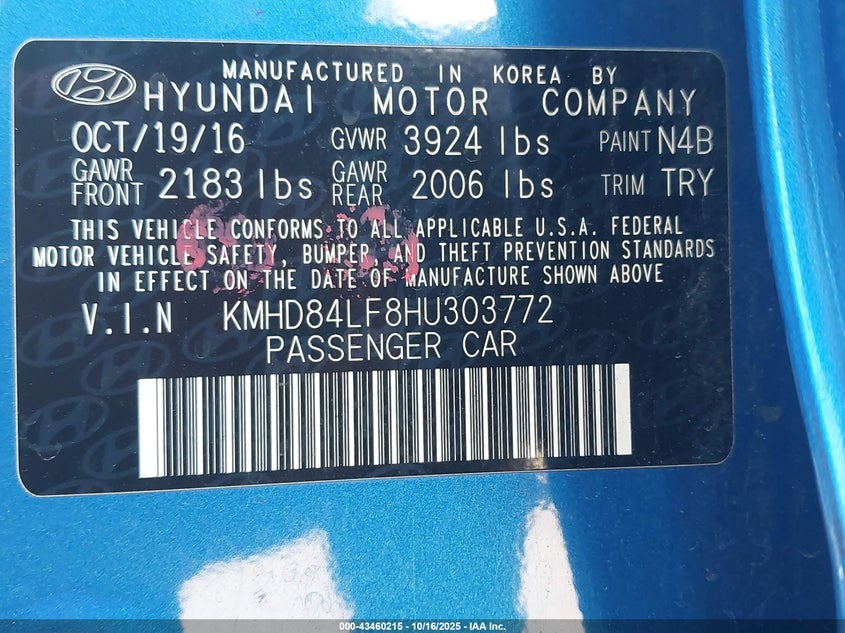 MANUFACTURED IN KOREA BY
HYUNDAI MOTOR COMPANY
OCT/19/16 GVWR 3924 lbs PAINT N4B
GAWR FRONT 2183 lbs GAWR REAR 2006 lbs TRIM TRY
THIS VEHICLE CONFORMS TO ALL APPLICABLE U.S.A. FEDERAL
MOTOR VEHICLE SAFETY, BUMPER, AND THEFT PREVENTION STANDARDS
IN EFFECT ON THE DATE OF MANUFACTURE SHOWN ABOVE
V.I.N KMHD84LF8HU303772
PASSENGER CAR
000-43460215 - 10/16/2025 - IAA Inc.